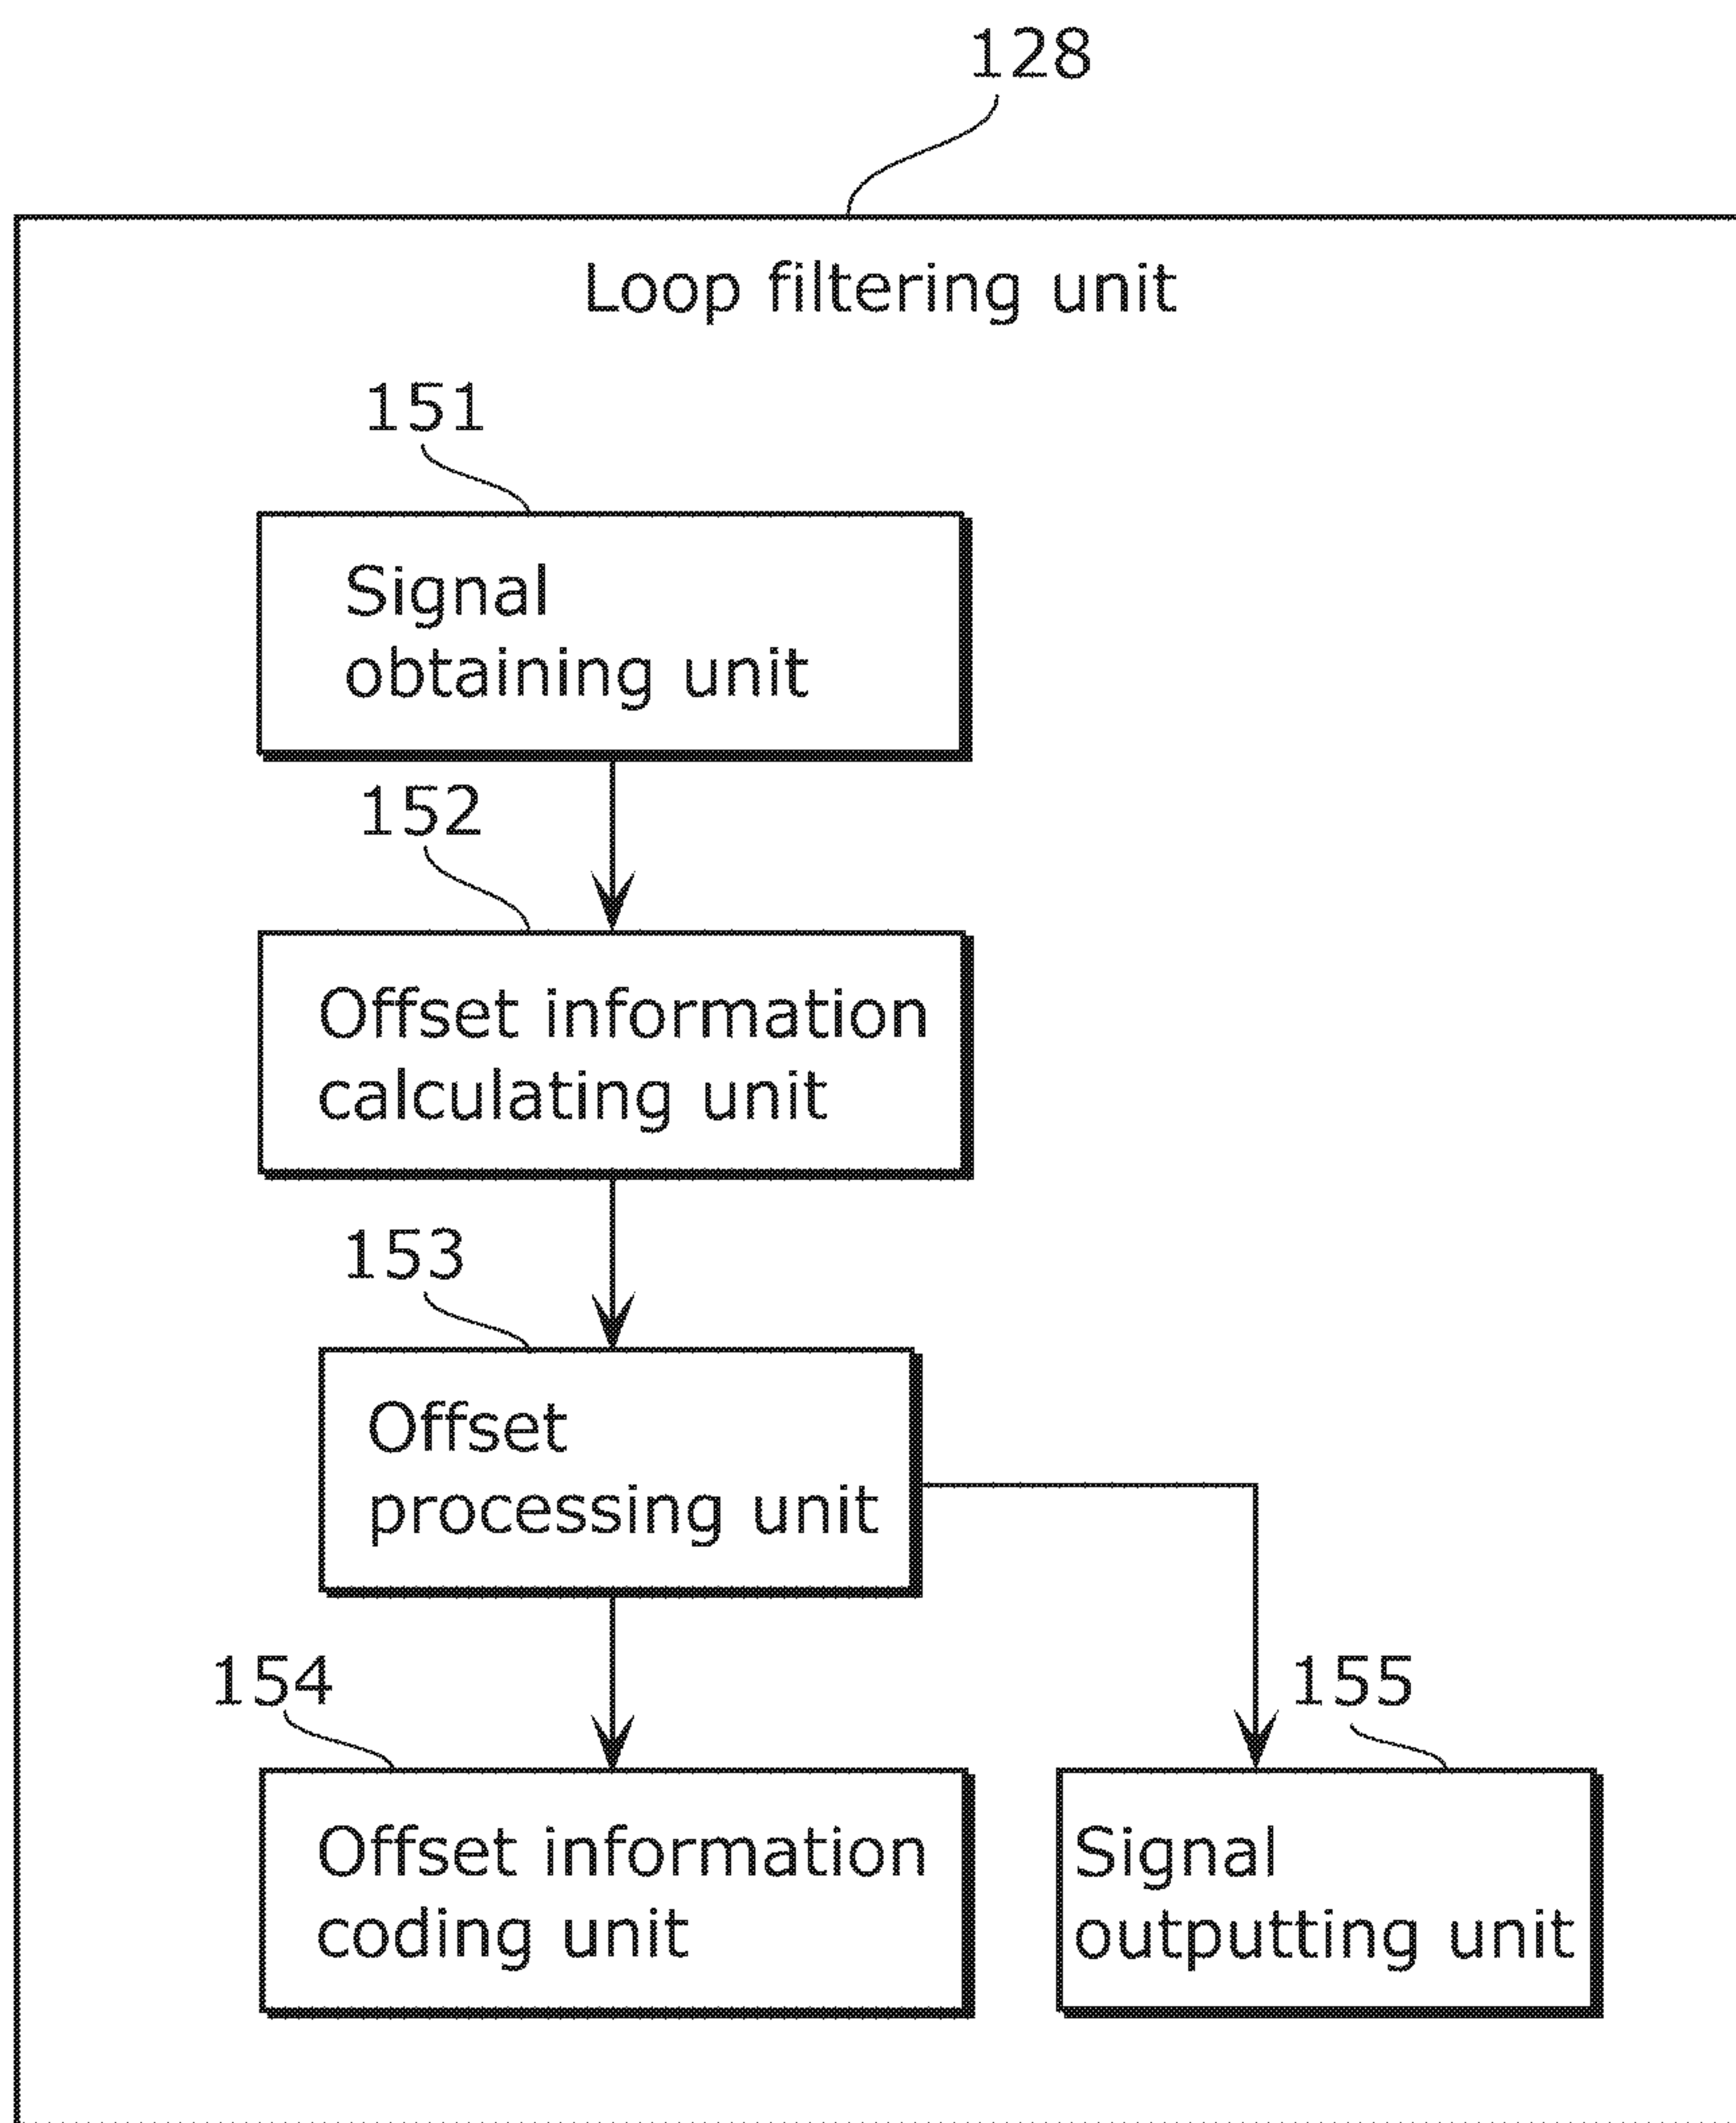 128
Loop filtering unit
151
Signal
obtaining unit
152
Offset information
calculating unit
153
Offset
processing unit
154
Offset information
coding unit
155
Signal
outputting unit